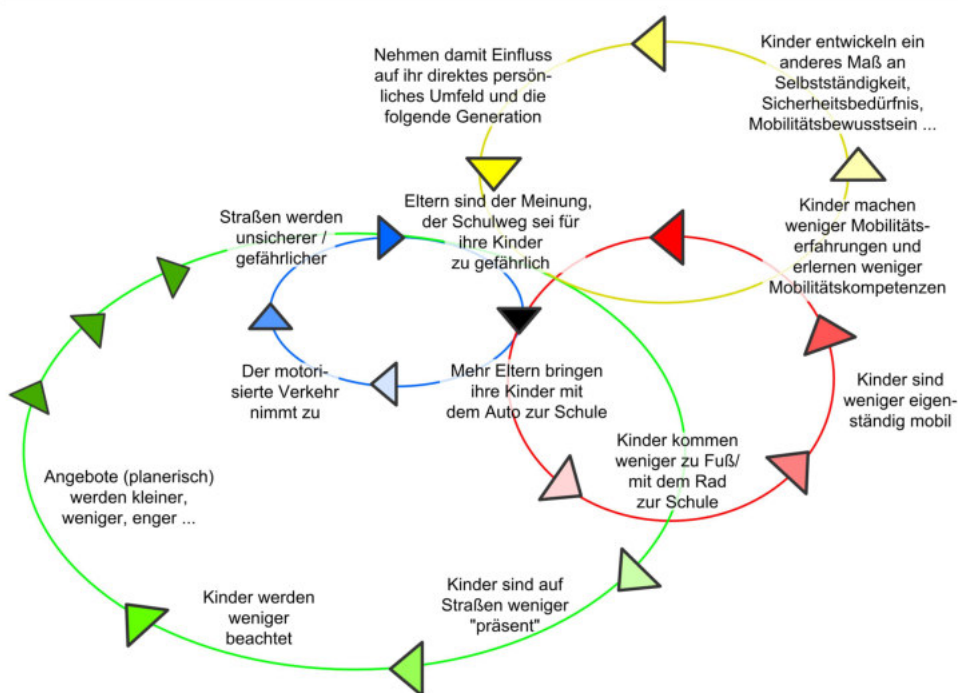 Nehmen damit Einfluss
auf ihr direktes persön-
liches Umfeld und die
folgende Generation
Kinder entwickeln ein
anderes Maß an
Selbstständigkeit,
Sicherheitsbedürfnis,
Mobilitätsbewusstsein ...
Straßen werden
unsicherer /
gefährlicher
Eltern sind der Meinung,
der Schulweg sei für
ihre Kinder
zu gefährlich
Kinder machen
weniger Mobilitäts-
erfahrungen und
erlernen weniger
Mobilitätskompetenzen
Der motori-
sierte Verkehr
nimmt zu
Mehr Eltern bringen
ihre Kinder mit
dem Auto zur Schule
Kinder sind
weniger eigen-
ständig mobil
Kinder kommen
weniger zu Fuß/
mit dem Rad
zur Schule
Angebote (planerisch)
werden kleiner,
weniger, enger ...
Kinder werden
weniger
beachtet
Kinder sind auf
Straßen weniger
"präsent"